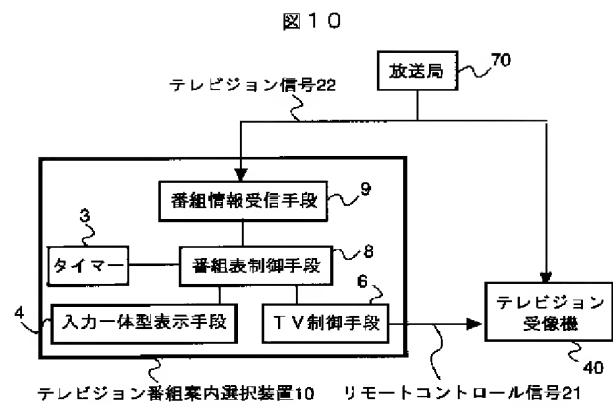 図１０
放送局
70
テレビジョン信号22
番組情報受信手段
9
3
タイマー
番組表制御手段
8
4
入力一体型表示手段
ＴＶ制御手段
6
テレビジョン
受像機
40
テレビジョン番組案内選択装置10
リモートコントロール信号21